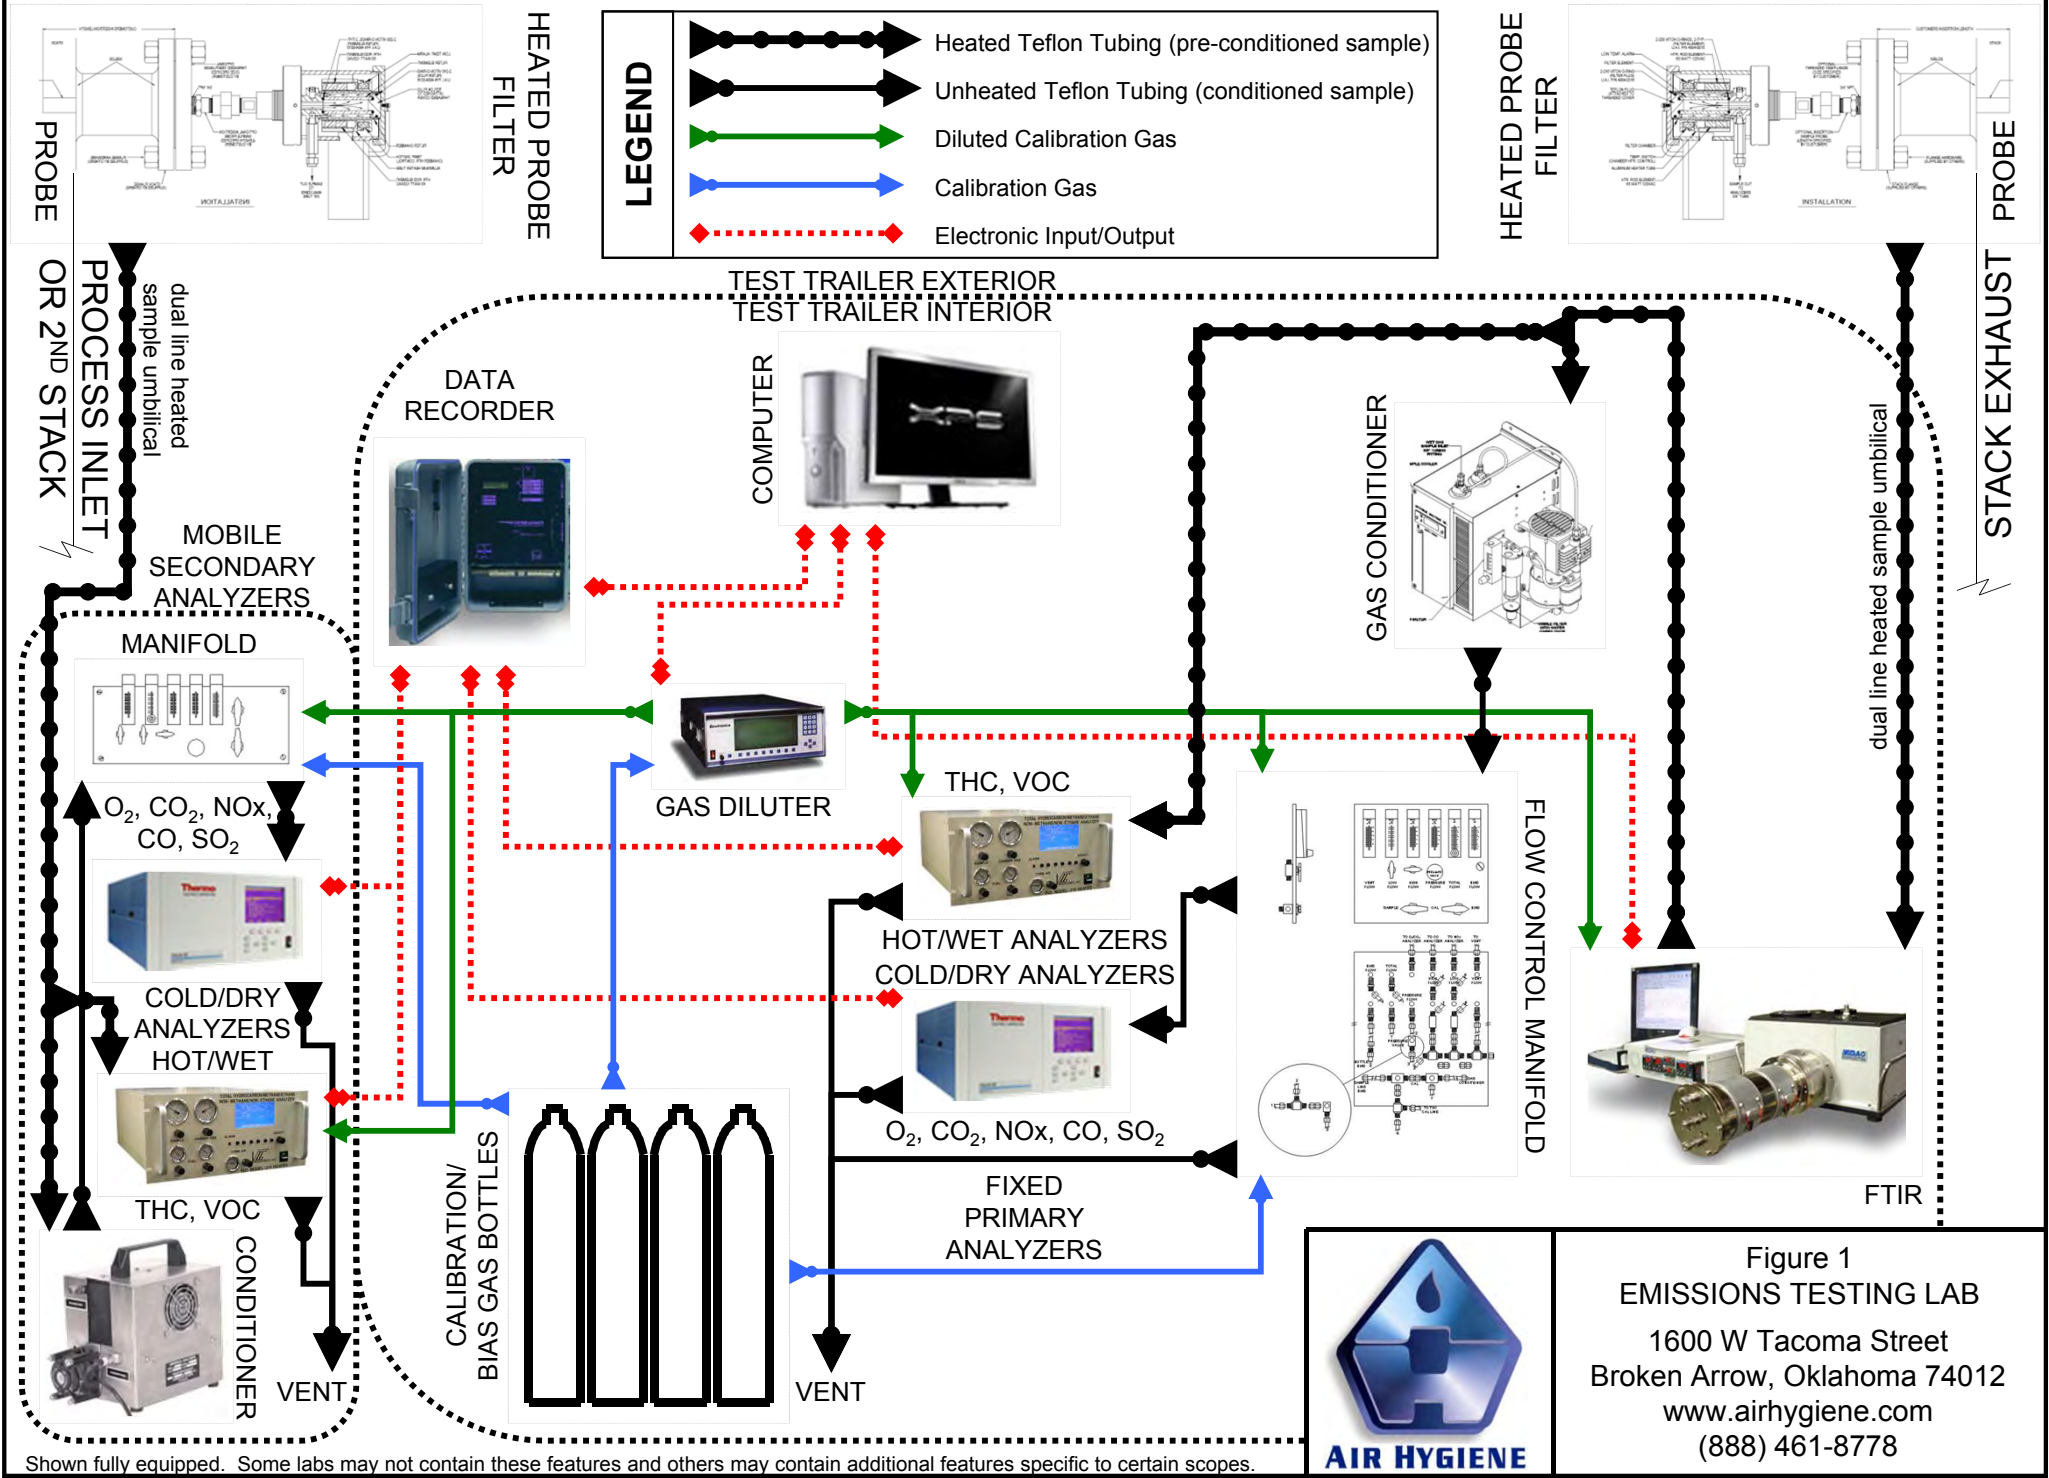 HEATED PROBE
FILTER
PROBE
INSTALLATION
LEGEND
Heated Teflon Tubing (pre-conditioned sample)
Unheated Teflon Tubing (conditioned sample)
Diluted Calibration Gas
Calibration Gas
Electronic Input/Output
HEATED PROBE
FILTER
PROBE
INSTALLATION
PROCESS INLET
OR 2ND STACK
dual line heated
sample umbilical
TEST TRAILER EXTERIOR
TEST TRAILER INTERIOR
STACK EXHAUST
dual line heated sample umbilical
DATA
RECORDER
COMPUTER
GAS CONDITIONER
MOBILE
SECONDARY
ANALYZERS
MANIFOLD
O2, CO2, NOx,
CO, SO2
Thermo
COLD/DRY
ANALYZERS
HOT/WET
THC, VOC
CONDITIONER
VENT
GAS DILUTER
THC, VOC
HOT/WET ANALYZERS
COLD/DRY ANALYZERS
Thermo
O2, CO2, NOx, CO, SO2
FIXED
PRIMARY
ANALYZERS
FLOW CONTROL MANIFOLD
MIDAC
FTIR
CALIBRATION/
BIAS GAS BOTTLES
VENT
AIR HYGIENE
Figure 1
EMISSIONS TESTING LAB
1600 W Tacoma Street
Broken Arrow, Oklahoma 74012
www.airhygiene.com
(888) 461-8778
Shown fully equipped. Some labs may not contain these features and others may contain additional features specific to certain scopes.